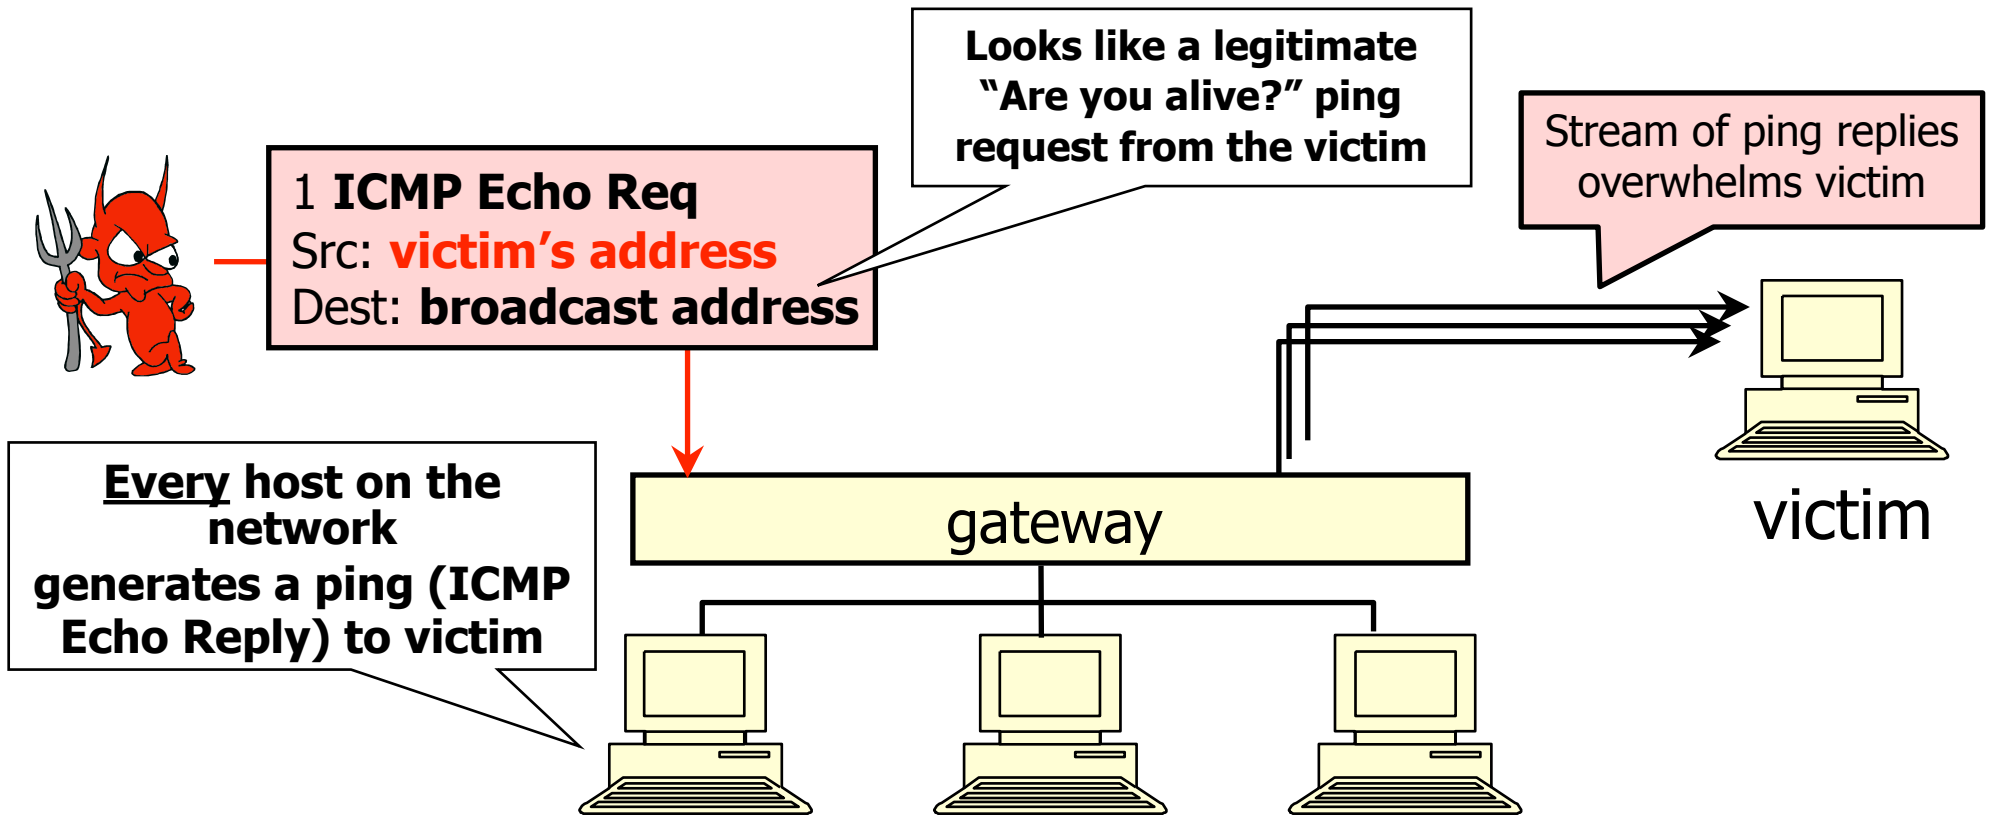 Looks like a legitimate
“Are you alive?” ping
request from the victim
Stream of ping replies
overwhelms victim
1 ICMP Echo Req
Src: victim’s address
Dest: broadcast address
Every host on the
network
generates a ping (ICMP
Echo Reply) to victim
gateway
victim